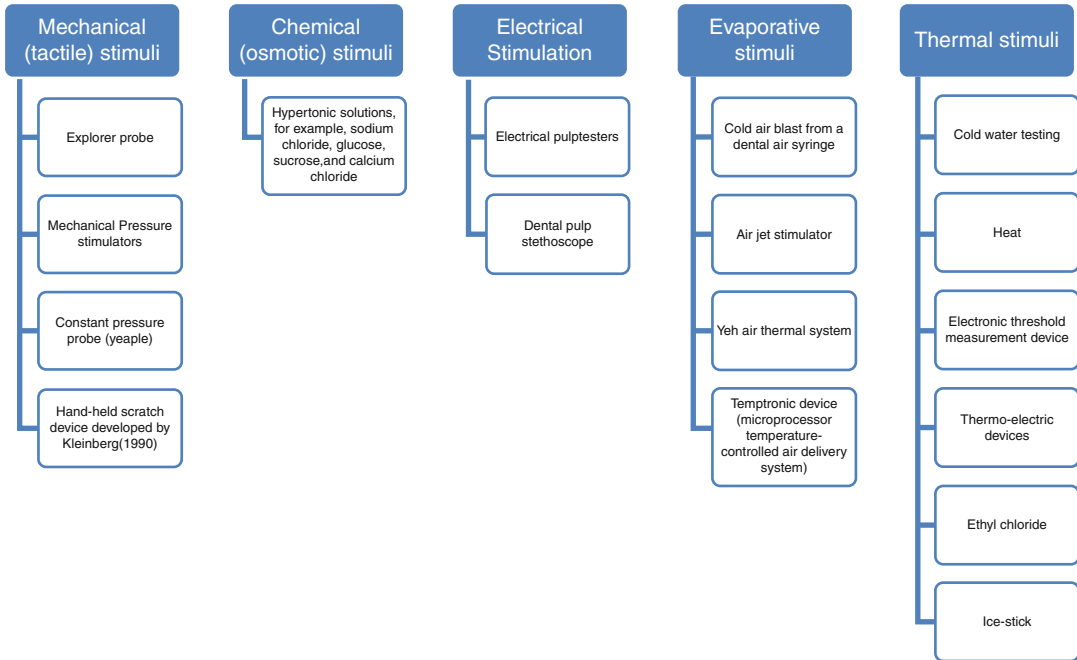 Mechanical
(tactile) stimuli
Explorer probe
Mechanical Pressure
stimulators
Constant pressure
probe (yeaple)
Hand-held scratch
device developed by
Kleinberg(1990)
Chemical
(osmotic) stimuli
Hypertonic solutions,
for example, sodium
chloride, glucose,
sucrose,and calcium
chloride
Electrical
Stimulation
Electrical pulptesters
Dental pulp
stethoscope
Evaporative
stimuli
Cold air blast from a
dental air syringe
Air jet stimulator
Yeh air thermal system
Temptronic device
(microprocessor
temperature-
controlled air delivery
system)
Thermal stimuli
Cold water testing
Heat
Electronic threshold
measurement device
Thermo-electric
devices
Ethyl chloride
Ice-stick